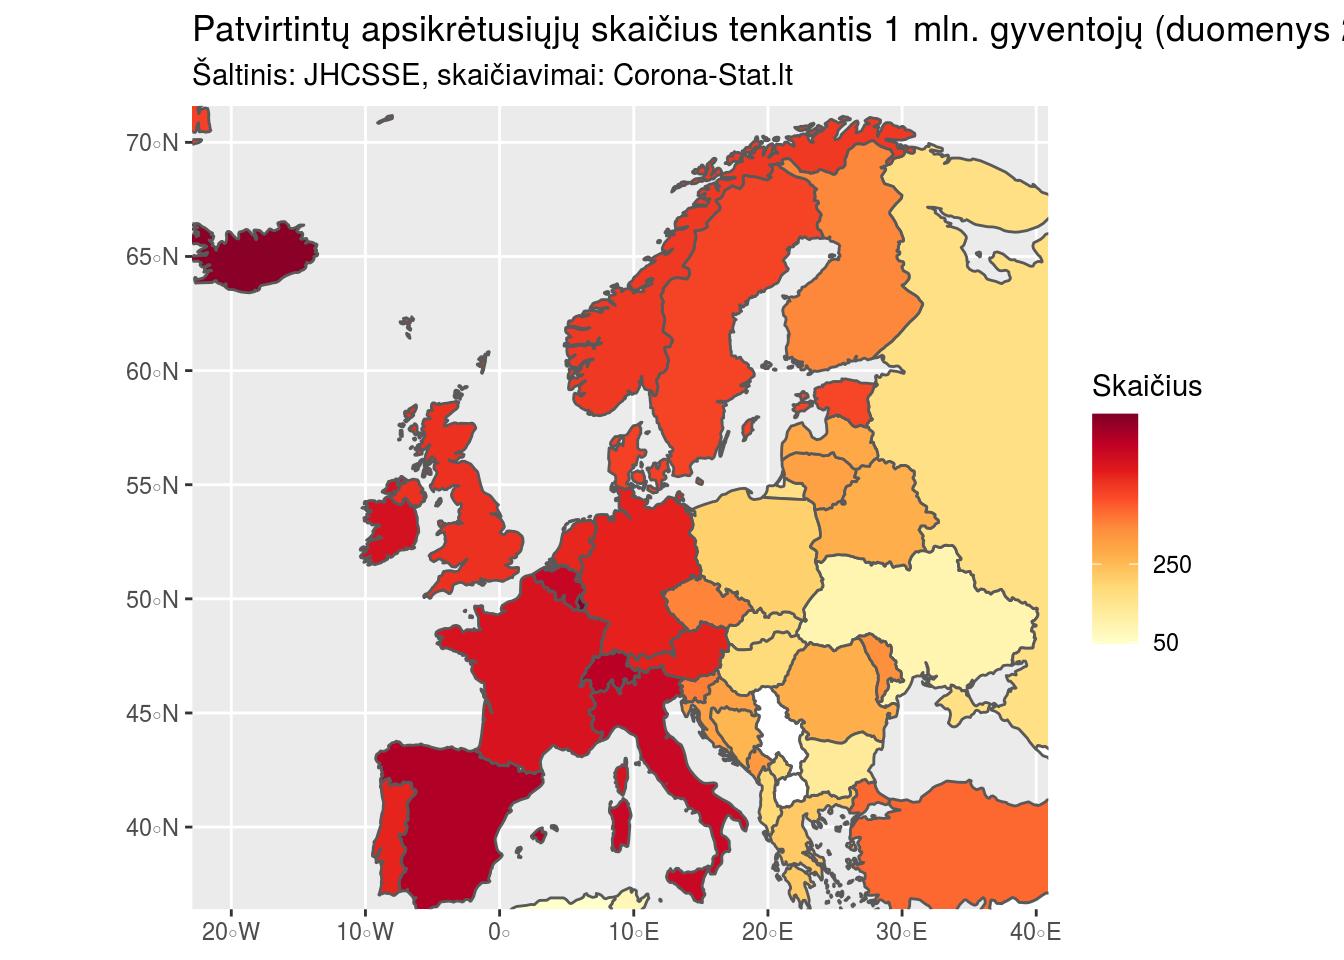 Patvirtintų apsikrėtusiųjų skaičius tenkantis 1 mln. gyventojų (duomenys
Šaltinis: JHCSSE, skaičiavimai: Corona-Stat.lt
70°N
65°N
60°N
55°N
50°N
45°N
40°N
20°W 10°W 0° 10°E 20°E 30°E 40°E
Skaičius
250
50